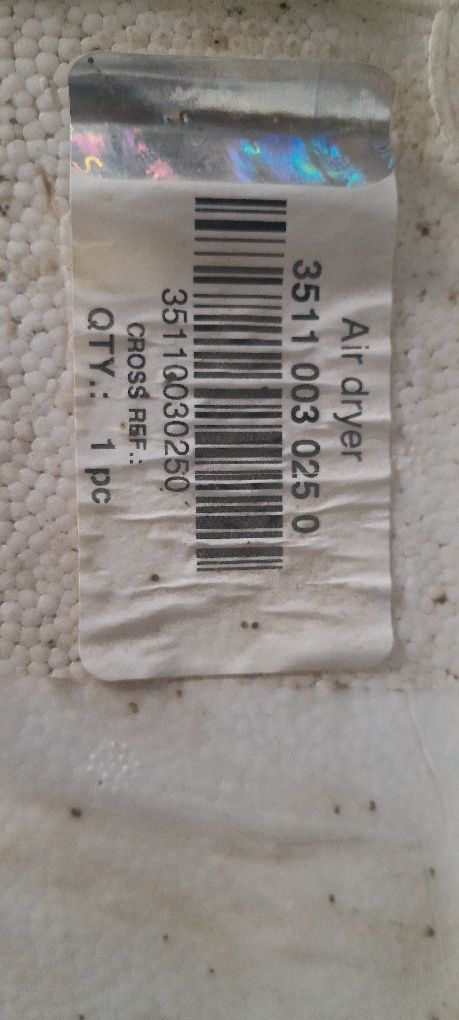 Air dryer
3511 003 025 0
35110030250
CROSS REF.:
QTY.: 1 pc